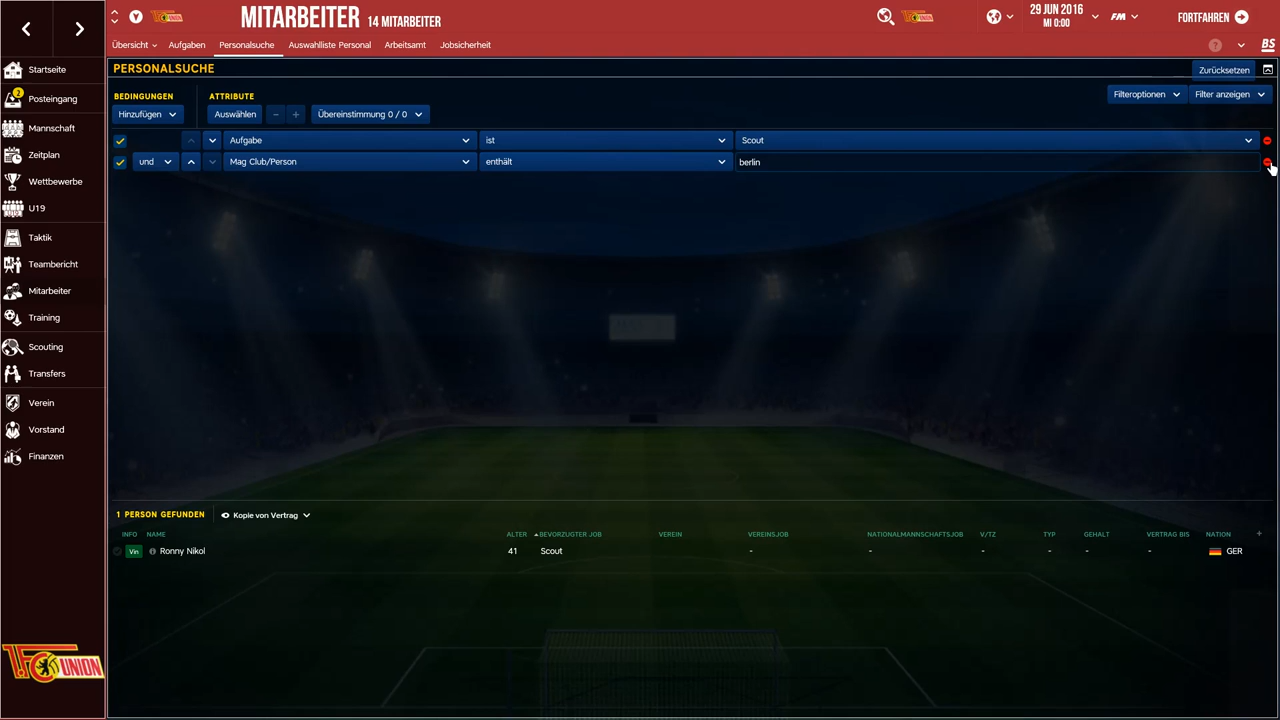 MITARBEITER 14 MITARBEITER
29 JUN 2016
MI 0:00
FM
FORTFAHREN
Übersicht Aufgaben Personalsuche Auswahlliste Personal Arbeitsamt Jobsicherheit
? BS
Startseite
2
Posteingang
Mannschaft
Zeitplan
Wettbewerbe
U19
Taktik
Teambericht
Mitarbeiter
Training
Scouting
Transfers
Verein
Vorstand
Finanzen
1.FC UNION
PERSONALSUCHE
Zurücksetzen
BEDINGUNGEN ATTRIBUTE
Filteroptionen Filter anzeigen
Hinzufügen Auswählen − + Übereinstimmung 0 / 0
Aufgabe ist Scout
und Mag Club/Person enthält berlin
1 PERSON GEFUNDEN Kopie von Vertrag
INFO NAME ALTER BEVORZUGTER JOB VEREIN VEREINSJOB NATIONALMANNSCHAFTSJOB V/TZ TYP GEHALT VERTRAG BIS NATION +
Vin Ronny Nikol 41 Scout - - - - - - GER